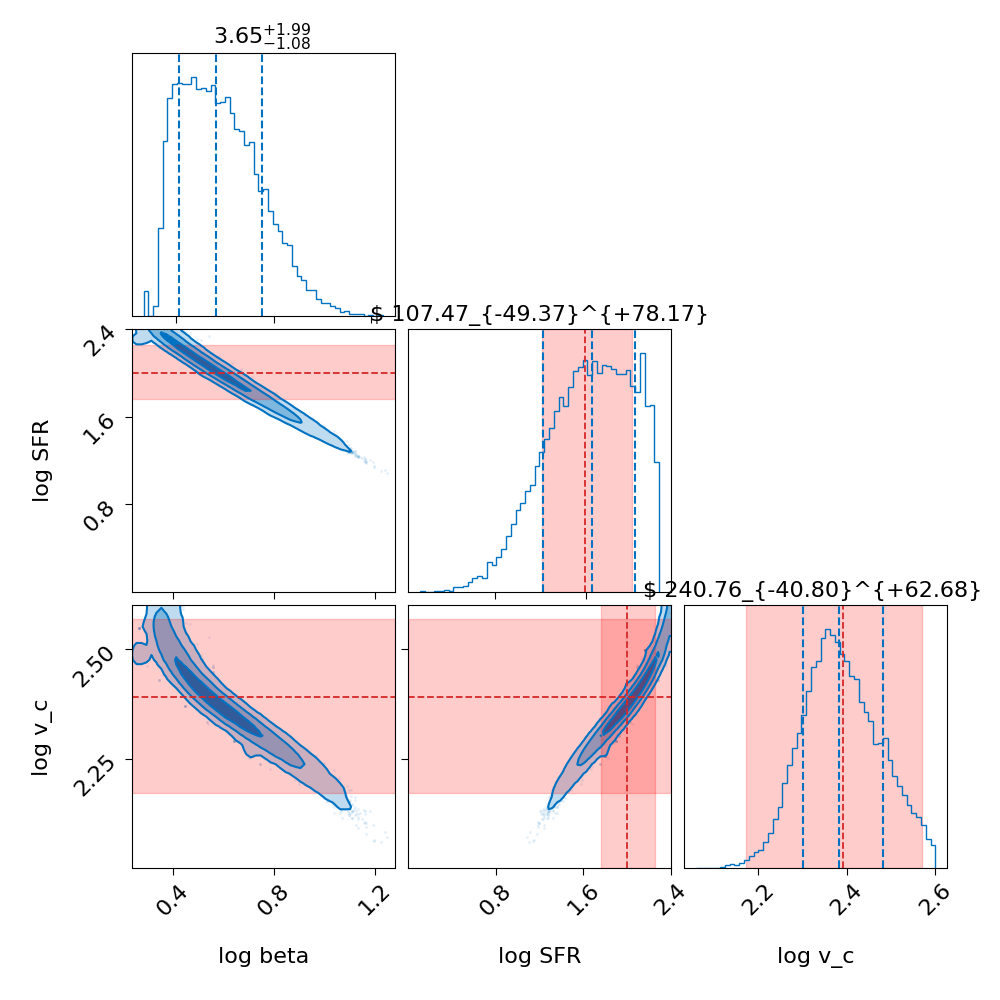 3.65+1.99
−1.08
$ 107.47_{-49.37}^{+78.17}
2.4
1.6
0.8
log SFR
$ 240.76_{-40.80}^{+62.68}
2.50
2.25
log v_c
0.4 0.8 1.2
0.8 1.6 2.4
2.2 2.4 2.6
log beta
log SFR
log v_c